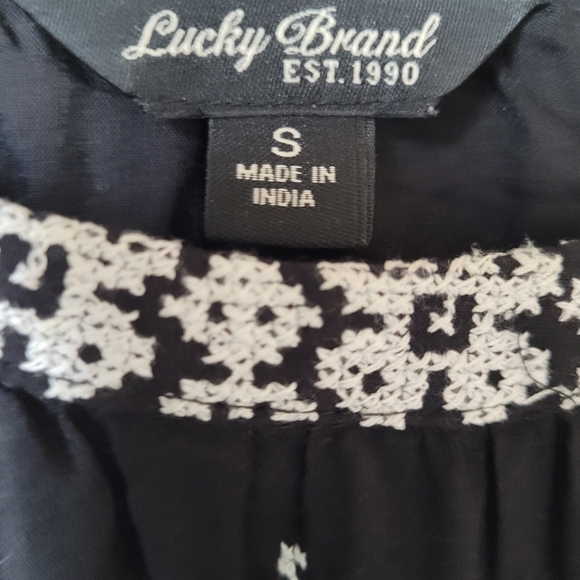 Lucky Brand
EST. 1990
S
MADE IN
INDIA